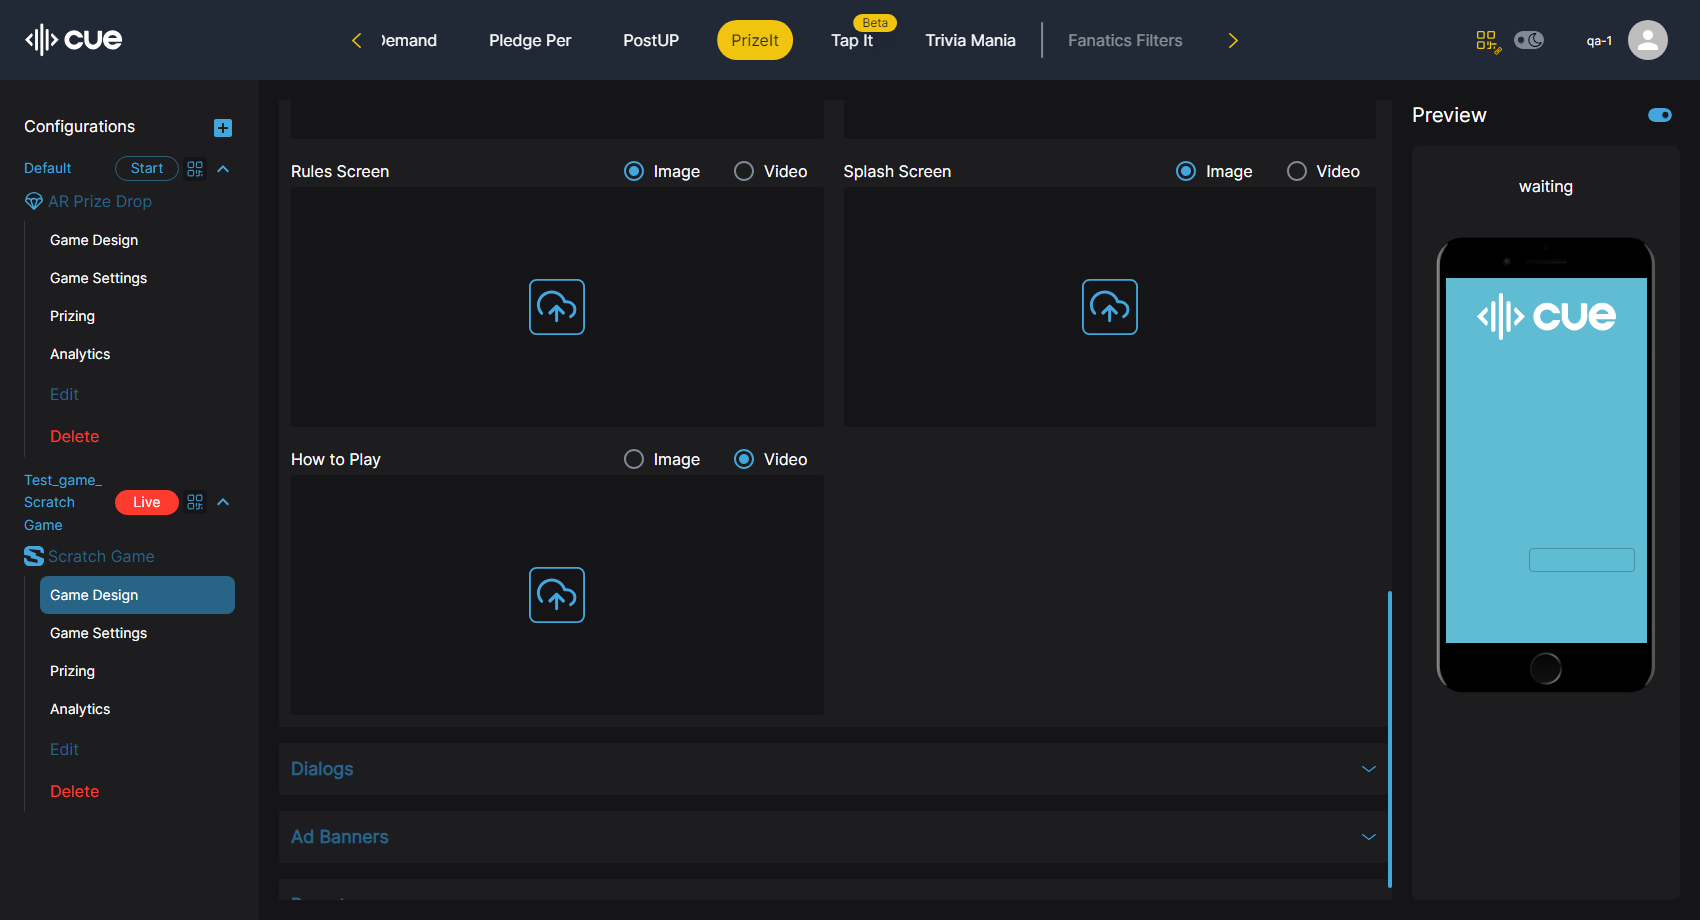 cue
Demand
Pledge Per
PostUP
PrizeIt
Beta
Tap It
Trivia Mania
Fanatics Filters
qa-1
Configurations
Default
Start
AR Prize Drop
Game Design
Game Settings
Prizing
Analytics
Edit
Delete
Test_game_
Scratch
Game
Live
Scratch Game
Game Design
Game Settings
Prizing
Analytics
Edit
Delete
Rules Screen
Image
Video
Splash Screen
Image
Video
How to Play
Image
Video
Dialogs
Ad Banners
Preview
waiting
cue